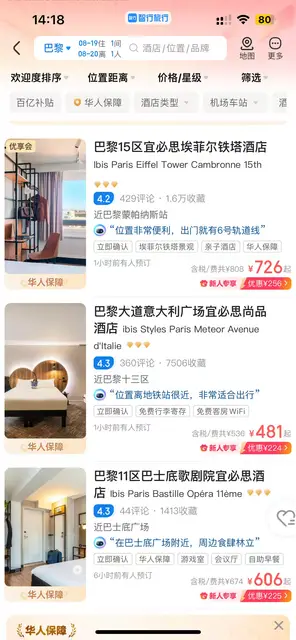 14:18
智行旅行
80
巴黎
08-19住 1间
08-20离 1人
酒店/位置/品牌
地图
更多
欢迎度排序
位置距离
价格/星级
筛选
百亿补贴
华人保障
酒店类型
机场车站
优享会
巴黎15区宜必思埃菲尔铁塔酒店
Ibis Paris Eiffel Tower Cambronne 15th
4.2 429评论 · 1.6万收藏
近巴黎蒙帕纳斯站
“位置非常便利，出门就有6号轨道线”
立即确认 埃菲尔铁塔景观 亲子酒店 华人保障
1小时前有人预订
含税/费共¥808 ¥726起
新人专享 优惠¥256
华人保障
巴黎大道意大利广场宜必思尚品
酒店 ibis Styles Paris Meteor Avenue
d'Italie
4.3 360评论 · 7506收藏
近巴黎十三区
“位置离地铁站很近，非常适合出行”
立即确认 免费行李寄存 免费客房WiFi
1小时前有人预订
含税/费共¥536 ¥481起
新人专享 优惠¥224
华人保障
巴黎11区巴士底歌剧院宜必思酒
店 Ibis Paris Bastille Opéra 11ème
4.3 44评论 · 1413收藏
近巴士底广场
“在巴士底广场附近，周边食肆林立”
立即确认 华人保障 游戏室 会议厅 自助早餐
6小时前有人预订
含税/费共¥674 ¥606起
新人专享 优惠¥225
华人保障
华人保障